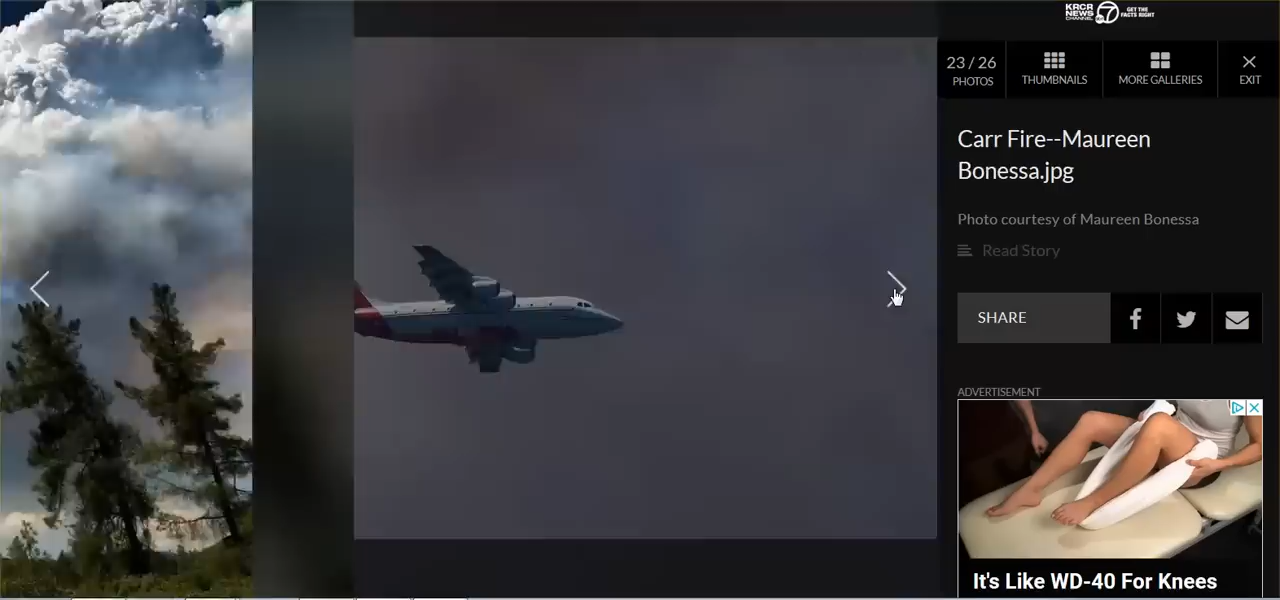 KRCR
NEWS
CHANNEL
7
GET THE
FACTS RIGHT
23 / 26
PHOTOS
THUMBNAILS
MORE GALLERIES
EXIT
Carr Fire--Maureen
Bonessa.jpg
Photo courtesy of Maureen Bonessa
Read Story
SHARE
ADVERTISEMENT
It's Like WD-40 For Knees